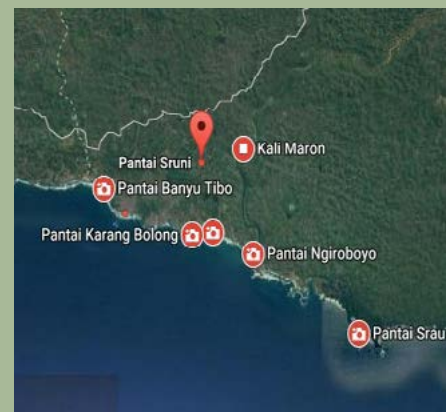 Kali Maron
Pantai Sruni
Pantai Banyu Tibo
Pantai Karang Bolong
Pantai Ngiroboyo
Pantai Srau